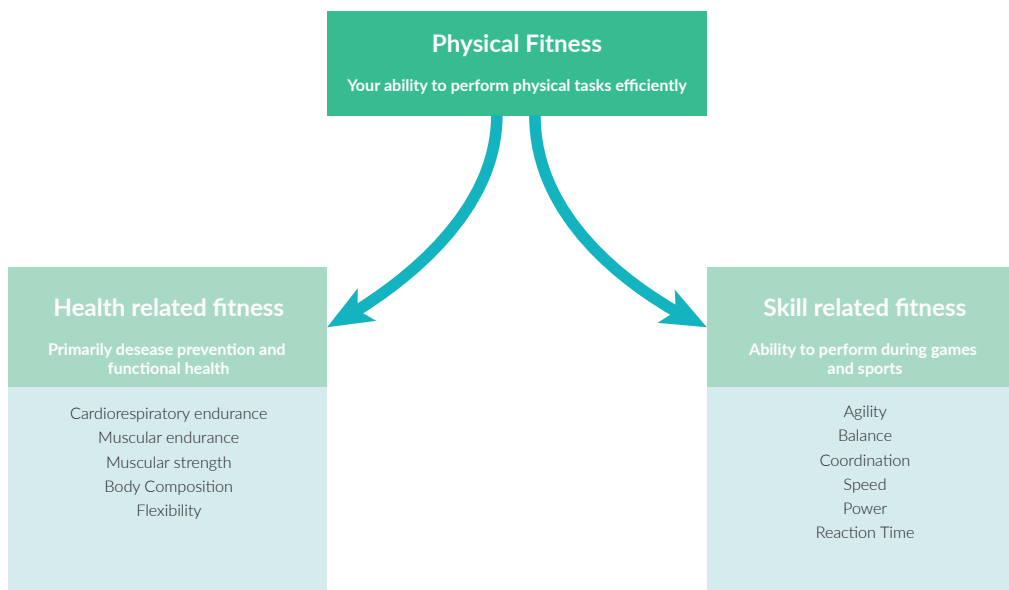 Physical Fitness
Your ability to perform physical tasks efficiently
Health related fitness
Primarily desease prevention and
functional health
Cardiorespiratory endurance
Muscular endurance
Muscular strength
Body Composition
Flexibility
Skill related fitness
Ability to perform during games
and sports
Agility
Balance
Coordination
Speed
Power
Reaction Time